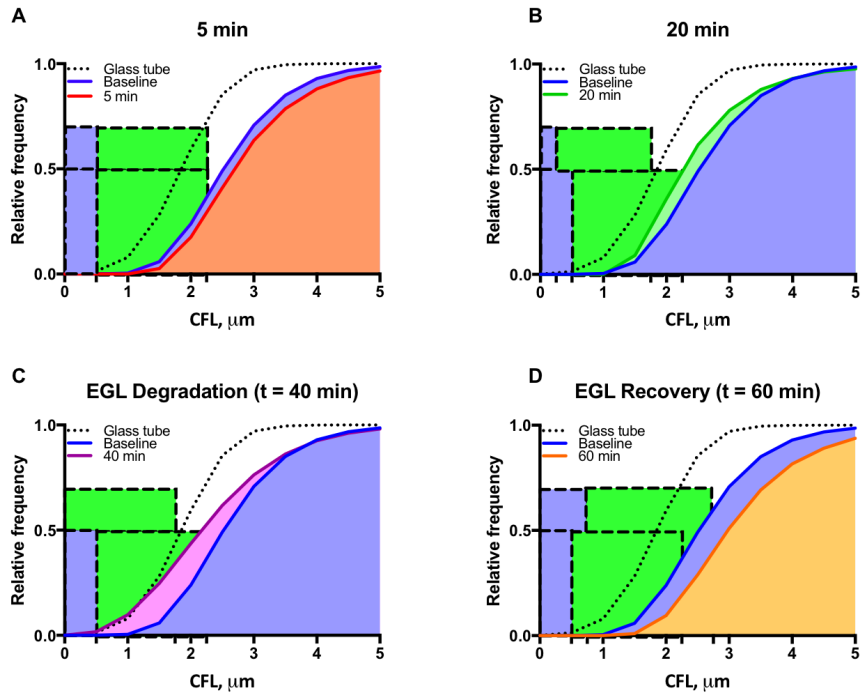 A
5 min
Relative frequency
1.0
0.5
0.0
Glass tube
Baseline
5 min
0 1 2 3 4 5
CFL, μm
B
20 min
Relative frequency
1.0
0.5
0.0
Glass tube
Baseline
20 min
0 1 2 3 4 5
CFL, μm
C
EGL Degradation (t = 40 min)
Relative frequency
1.0
0.5
0.0
Glass tube
Baseline
40 min
0 1 2 3 4 5
CFL, μm
D
EGL Recovery (t = 60 min)
Relative frequency
1.0
0.5
0.0
Glass tube
Baseline
60 min
0 1 2 3 4 5
CFL, μm